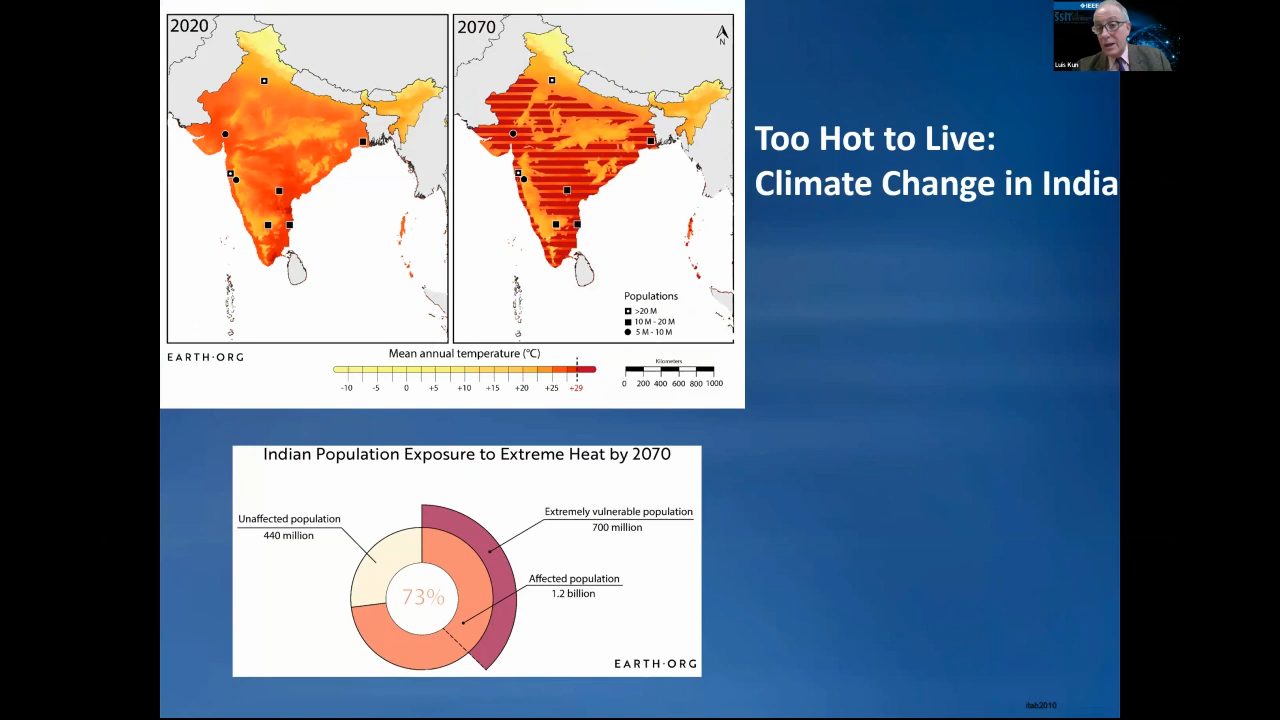 2020
2070
N
Populations
>20 M
10 M - 20 M
5 M - 10 M
EARTH·ORG
Mean annual temperature (°C)
-10 -5 0 +5 +10 +15 +20 +25 +29
Kilometers
0 200 400 600 800 1000
Too Hot to Live:
Climate Change in India
IEEE
SSIT
Luis Kun
Indian Population Exposure to Extreme Heat by 2070
Unaffected population
440 million
Extremely vulnerable population
700 million
Affected population
1.2 billion
73%
EARTH·ORG